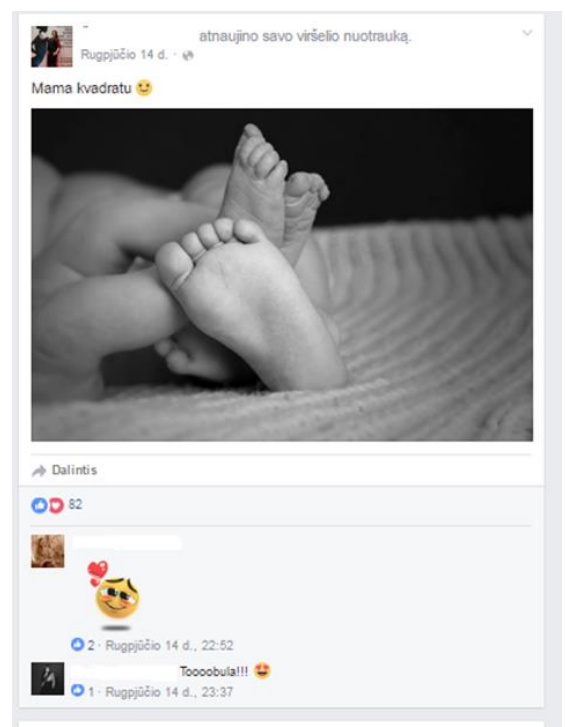 atnaujino savo viršelio nuotrauką.
Rugpjūčio 14 d. ·
Mama kvadratu
Dalintis
82
2 · Rugpjūčio 14 d., 22:52
Toooobula!!!
1 · Rugpjūčio 14 d., 23:37